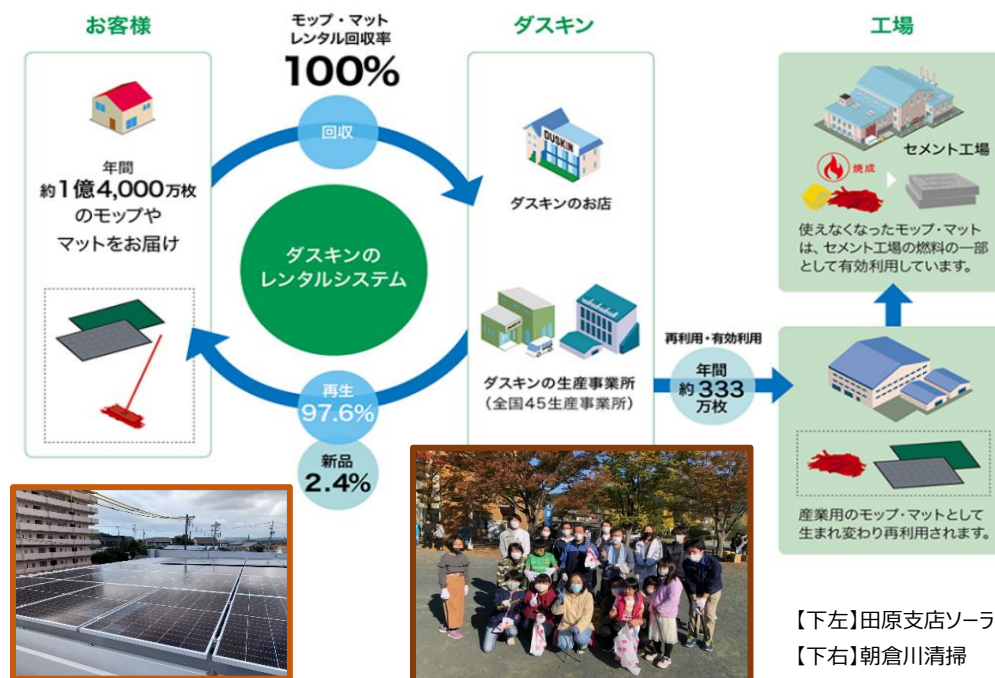 お客様
年間
約1億4,000万枚
のモップや
マットをお届け
モップ・マット
レンタル回収率
100%
回収
ダスキンの
レンタルシステム
再生
97.6%
新品
2.4%
ダスキン
DUSKIN
ダスキンのお店
ダスキンの生産事業所
(全国45生産事業所)
再利用・有効利用
年間
約333
万枚
工場
セメント工場
焼成
使えなくなったモップ・マット
は、セメント工場の燃料の一部
として有効利用しています。
産業用のモップ・マットとして
生まれ変わり再利用されます。
【下左】田原支店ソーラ
【下右】朝倉川清掃